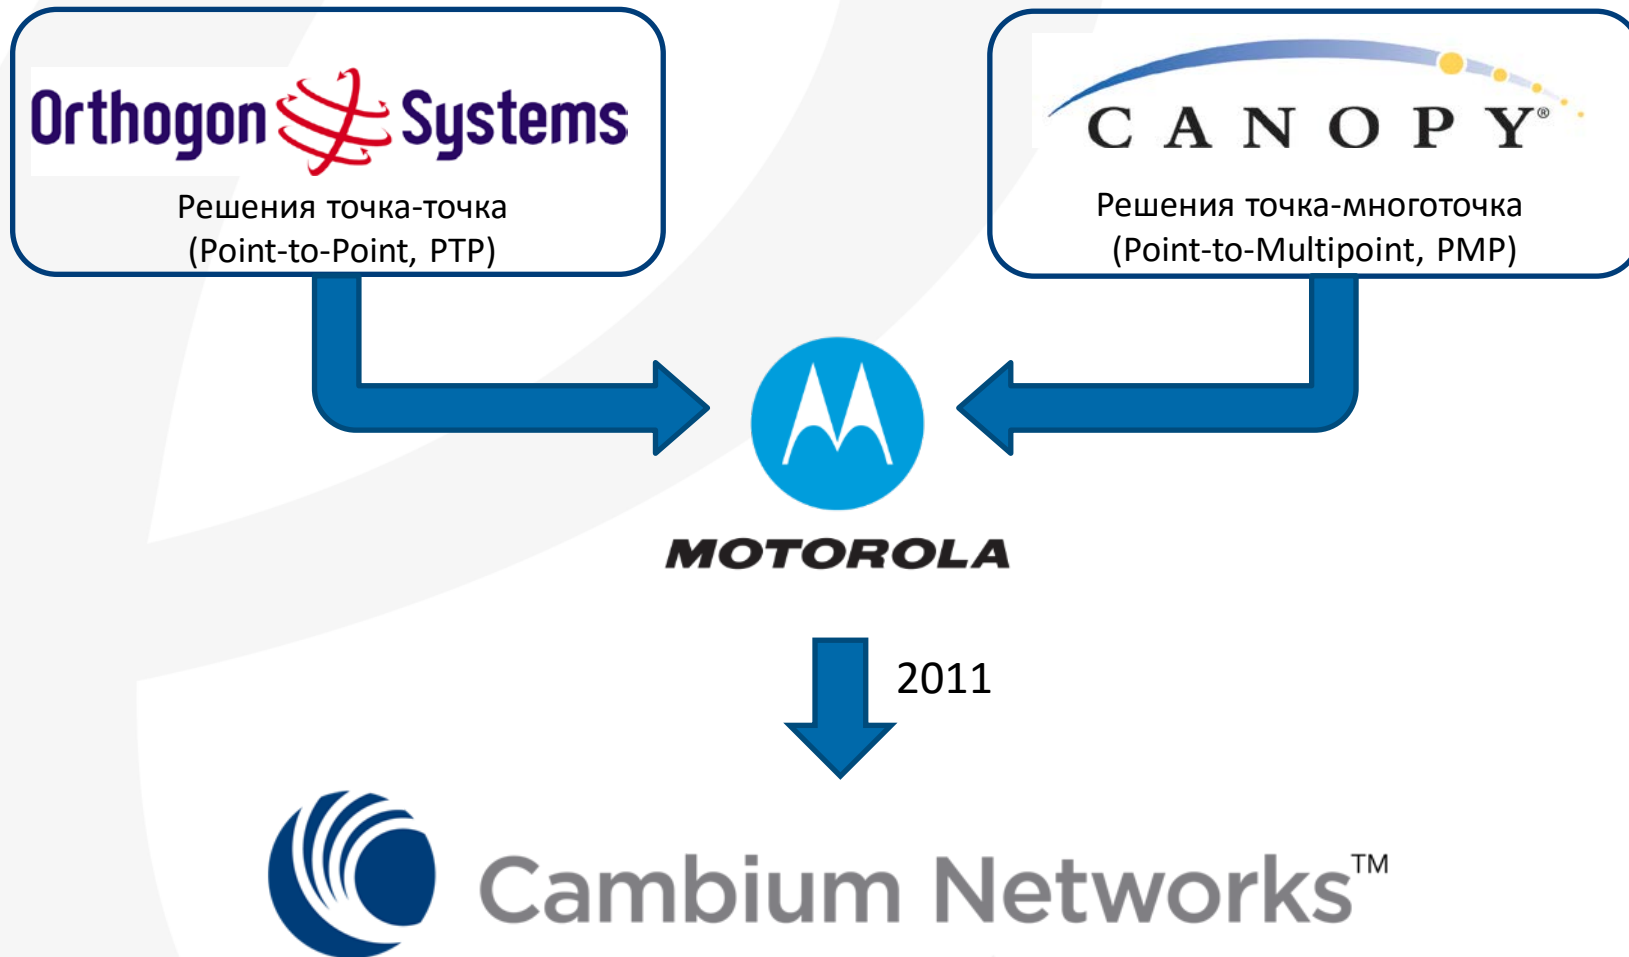 Orthogon Systems
Решения точка-точка
(Point-to-Point, PTP)
CANOPY®
Решения точка-многоточка
(Point-to-Multipoint, PMP)
MOTOROLA
2011
Cambium Networks™